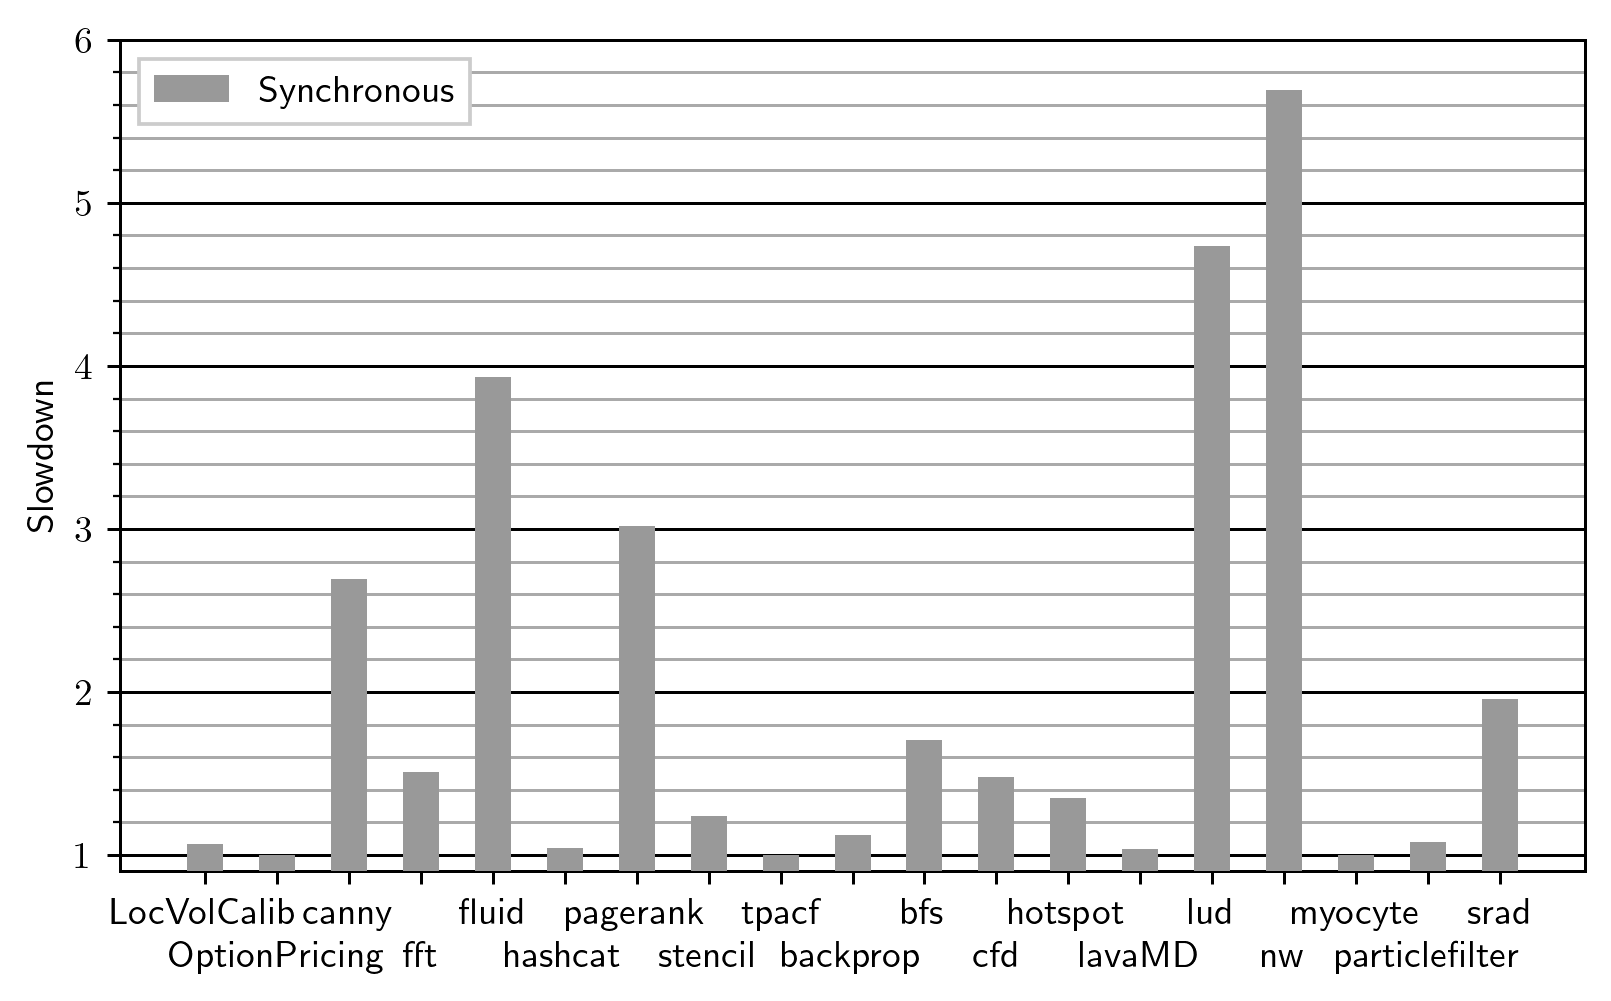 6
Synchronous
5
4
Slowdown
3
2
1
LocVolCalib canny fluid pagerank tpacf bfs hotspot lud myocyte srad
OptionPricing fft hashcat stencil backprop cfd lavaMD nw particlefilter